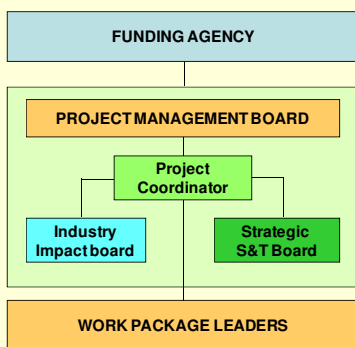 FUNDING AGENCY
PROJECT MANAGEMENT BOARD
Project
Coordinator
Industry
Impact board
Strategic
S&T Board
WORK PACKAGE LEADERS